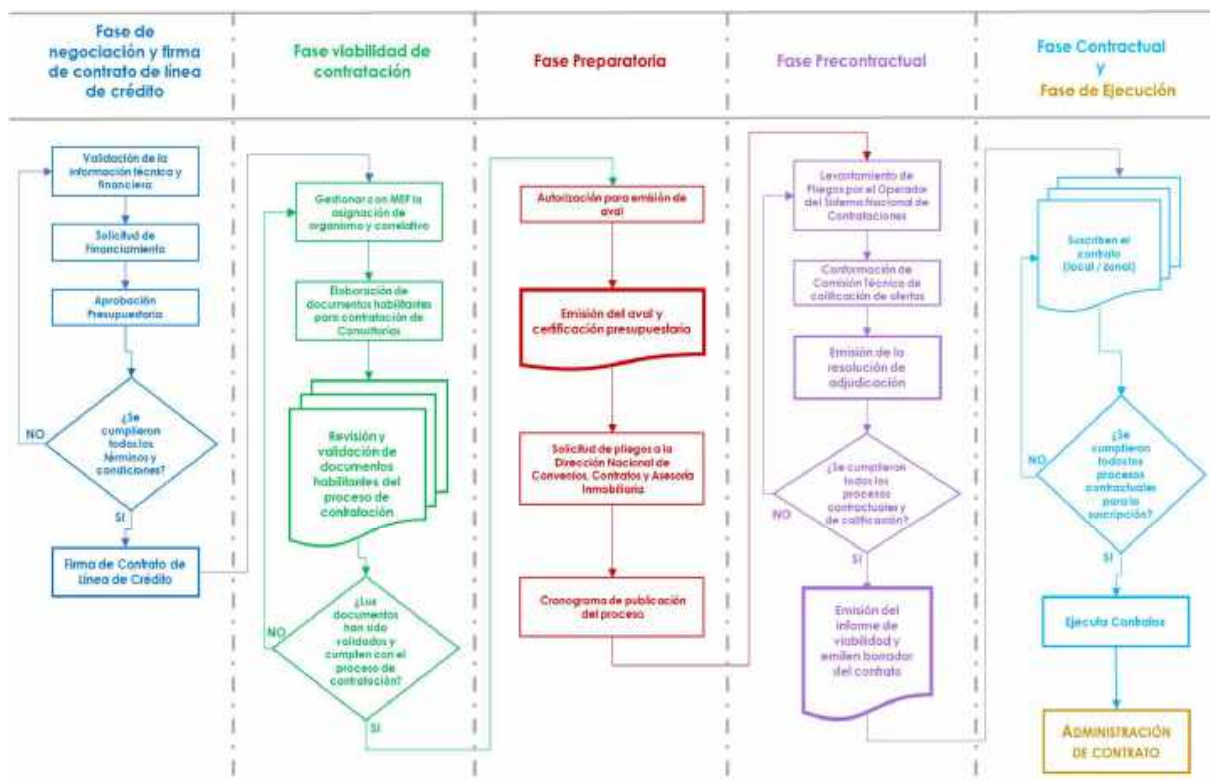 Fase de
negociación y firma
de contrato de línea
de crédito
Fase viabilidad de
contratación
Fase Preparatoria
Fase Precontractual
Fase Contractual
y
Fase de Ejecución
Validación de la
información técnica y
financiera
Solicitud de
Financiamiento
Aprobación
Presupuestaria
¿Se
cumplieron
todos los
términos y
condiciones?
NO
SI
Firma de Contrato de
Línea de Crédito
Gestionar con MEF la
asignación de
organismo y correlativo
Elaboración de
documentos habilitantes
para contratación de
Consultorías
Revisión y
validación de
documentos
habilitantes del
proceso de
contratación
¿Los
documentos
han sido
validados y
cumplen con el
proceso de
contratación?
NO
SI
Autorización para emisión de
aval
Emisión del aval y
certificación presupuestaria
Solicitud de pliegos a la
Dirección Nacional de
Convenios, Contratos y Asesoría
Inmobiliaria
Cronograma de publicación
del proceso
Levantamiento de
Pliegos por el Operador
del Sistema Nacional de
Contrataciones
Conformación de
Comisión Técnica de
calificación de ofertas
Emisión de la
resolución de
adjudicación
¿Se cumplieron
todos los
procesos
contractuales y
de calificación?
NO
SI
Emisión del
informe de
viabilidad y
emiten borrador
del contrato
Suscriben el
contrato
(local / zonal)
¿Se
cumplieron
todos los
procesos
contractuales
para la
suscripción?
NO
SI
Ejecuta Contratos
ADMINISTRACIÓN
DE CONTRATO